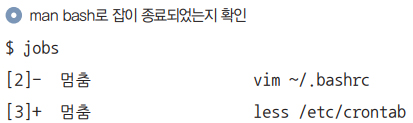 man bash로 잡이 종료되었는지 확인
$ jobs
[2]- 멈춤 vim ~/.bashrc
[3]+ 멈춤 less /etc/crontab